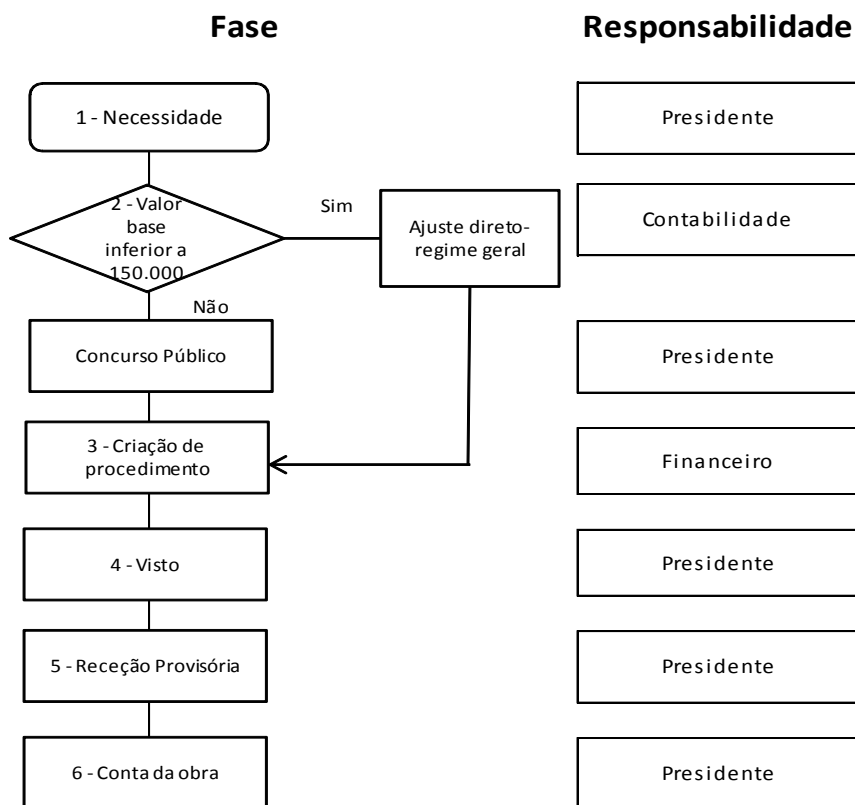 Fase
Responsabilidade
1 - Necessidade
Presidente
2 - Valor
base
inferior a
150.000
Sim
Ajuste direto-
regime geral
Contabilidade
Não
Concurso Público
Presidente
3 - Criação de
procedimento
Financeiro
4 - Visto
Presidente
5 - Receção Provisória
Presidente
6 - Conta da obra
Presidente